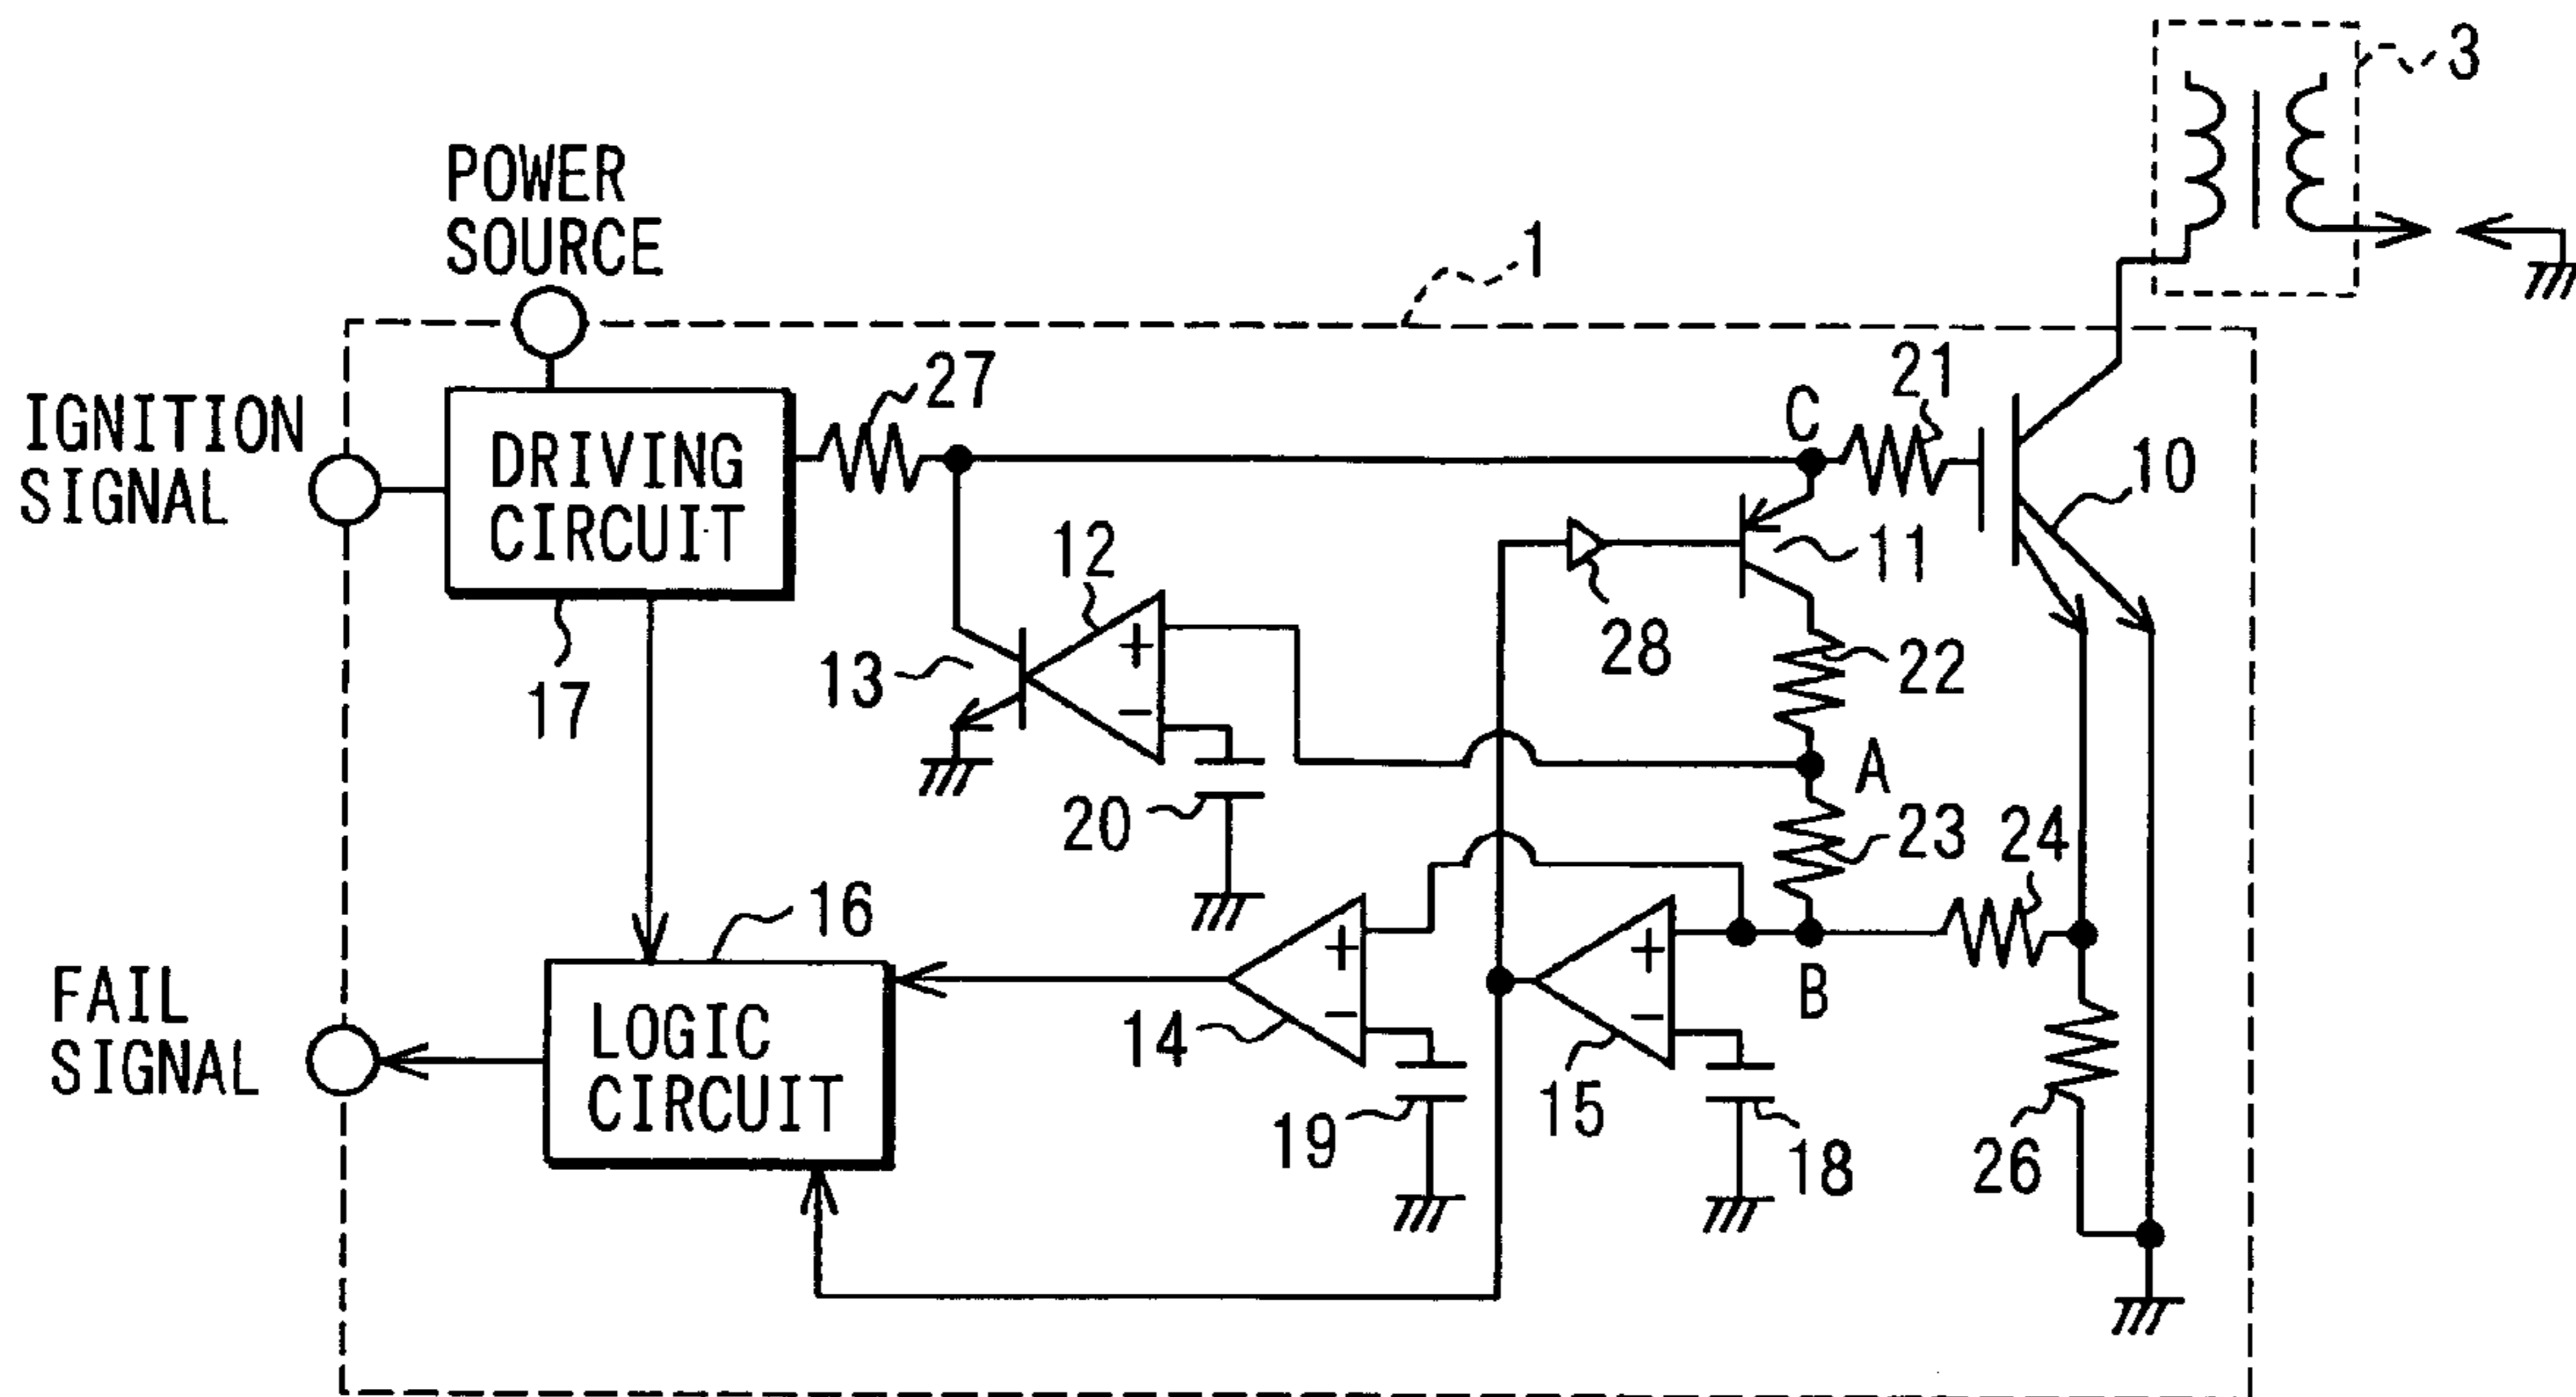 3
POWER
SOURCE
1
27
21
IGNITION
SIGNAL
DRIVING
CIRCUIT
C
10
12
11
28
13
+
−
22
17
A
20
23
24
16
FAIL
SIGNAL
LOGIC
CIRCUIT
14
+
−
15
+
−
B
19
18
26